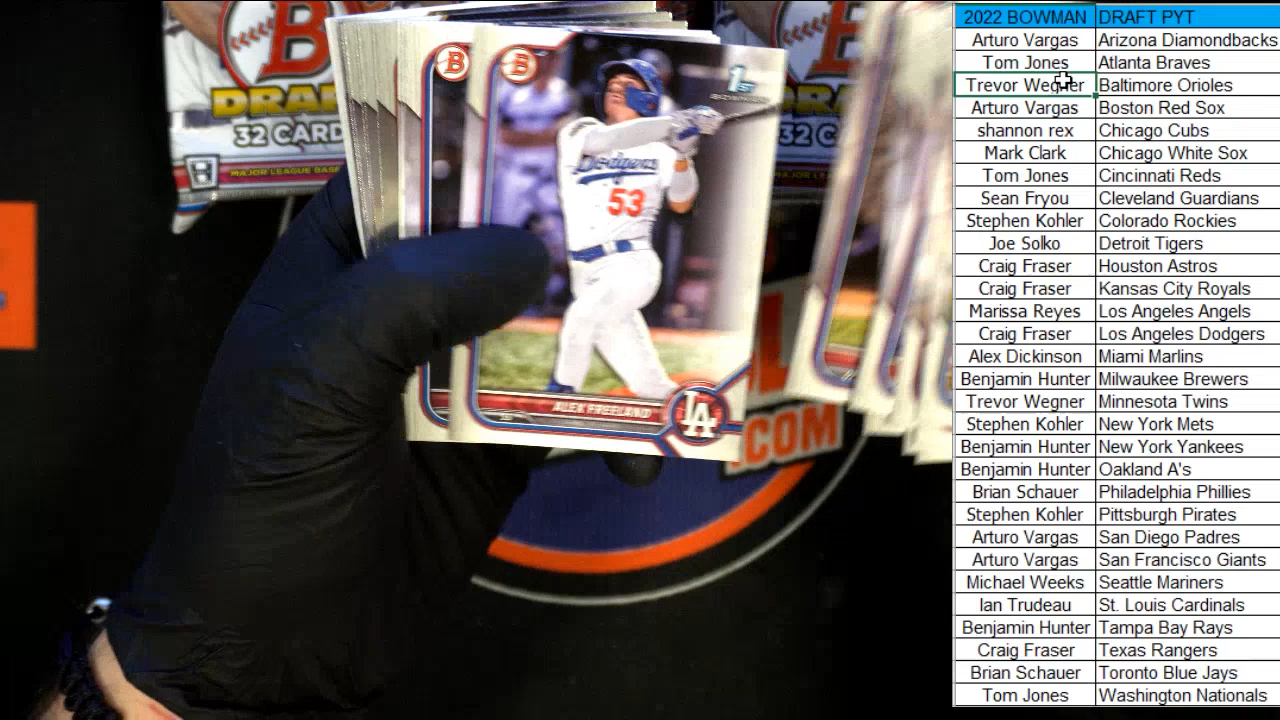 B
DRA
32 CARD
MAJOR LEAGUE BAS
B
B
1ST
Dodgers
53
ALEX FREELAND
LA
32 C
.COM
2022 BOWMAN DRAFT PYT
Arturo Vargas Arizona Diamondbacks
Tom Jones Atlanta Braves
Trevor Wegner Baltimore Orioles
Arturo Vargas Boston Red Sox
shannon rex Chicago Cubs
Mark Clark Chicago White Sox
Tom Jones Cincinnati Reds
Sean Fryou Cleveland Guardians
Stephen Kohler Colorado Rockies
Joe Solko Detroit Tigers
Craig Fraser Houston Astros
Craig Fraser Kansas City Royals
Marissa Reyes Los Angeles Angels
Craig Fraser Los Angeles Dodgers
Alex Dickinson Miami Marlins
Benjamin Hunter Milwaukee Brewers
Trevor Wegner Minnesota Twins
Stephen Kohler New York Mets
Benjamin Hunter New York Yankees
Benjamin Hunter Oakland A's
Brian Schauer Philadelphia Phillies
Stephen Kohler Pittsburgh Pirates
Arturo Vargas San Diego Padres
Arturo Vargas San Francisco Giants
Michael Weeks Seattle Mariners
Ian Trudeau St. Louis Cardinals
Benjamin Hunter Tampa Bay Rays
Craig Fraser Texas Rangers
Brian Schauer Toronto Blue Jays
Tom Jones Washington Nationals